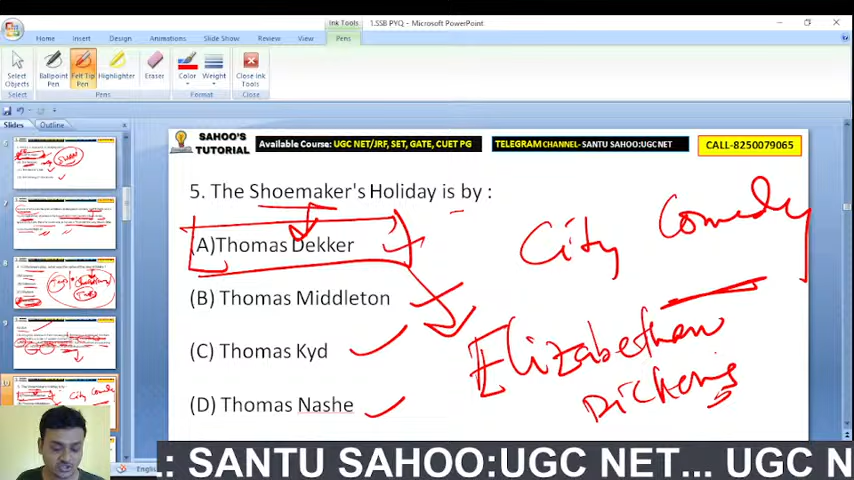 Ink Tools
1.SSB PYQ - Microsoft PowerPoint
Home Insert Design Animations Slide Show Review View Pens
Select Objects
Ballpoint Pen
Felt Tip Pen
Highlighter
Eraser
Color
Weight
Close Ink Tools
Select Pens Format Close
Slides Outline
SAHOO'S TUTORIAL
Available Course: UGC NET/JRF, SET, GATE, CUET PG
TELEGRAM CHANNEL- SANTU SAHOO:UGC NET
CALL-8250079065
5. The Shoemaker's Holiday is by :
A)Thomas Dekker
(B) Thomas Middleton
(C) Thomas Kyd
(D) Thomas Nashe
City Comedy
Elizabethan
Dickens
8
9
10
Englis
.: SANTU SAHOO:UGC NET... UGC N